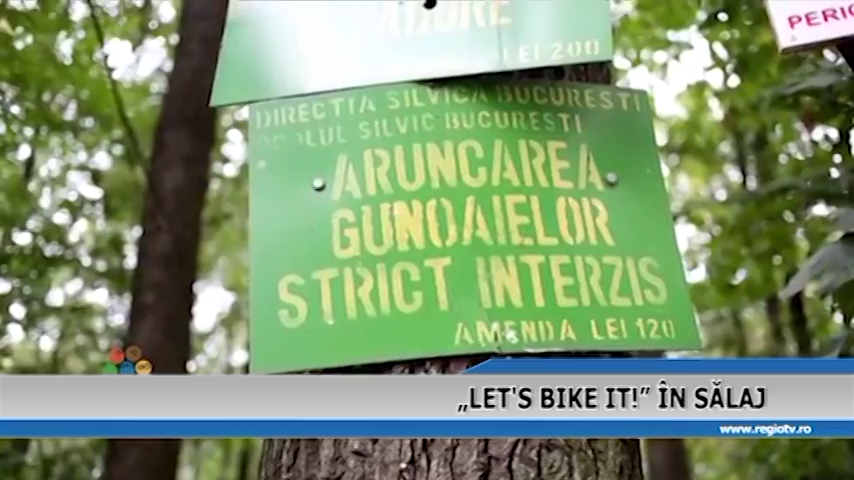 LEI 200
PERIC
DIRECTIA SILVICA BUCURESTI
SILVIC BUCURESTI
ARUNCAREA
GUNOAIELOR
STRICT INTERZIS
AMENDA LEI 120
„LET'S BIKE IT!” ÎN SĂLAJ
www.regiotv.ro